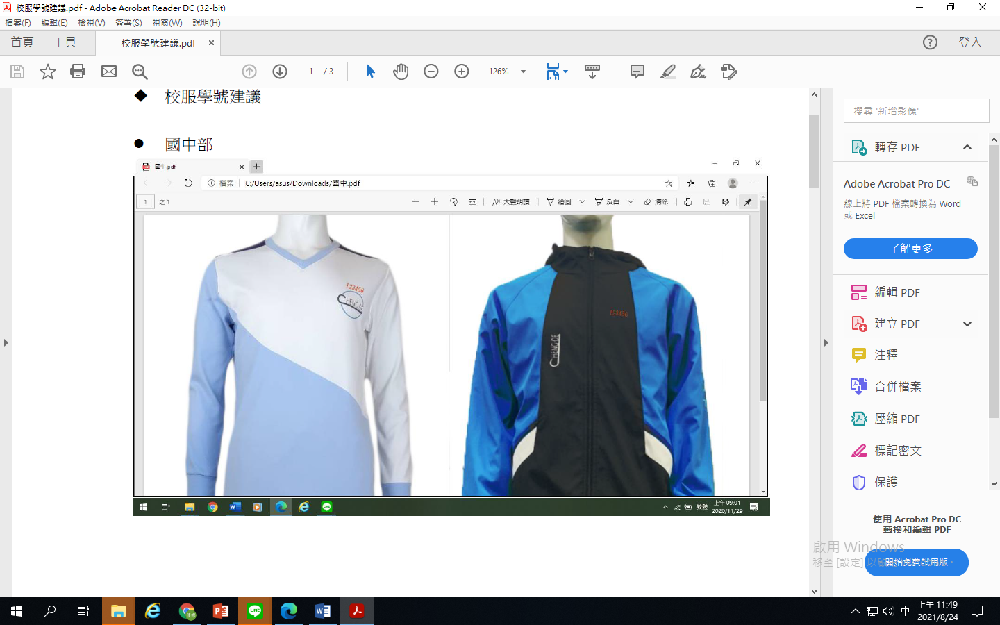 校服學號建議.pdf - Adobe Acrobat Reader DC (32-bit)
檔案(F) 編輯(E) 檢視(V) 簽署(S) 視窗(W) 說明(H)
首頁 工具 校服學號建議.pdf × 登入
1 / 3 126%
◆ 校服學號建議
● 國中部
國中.pdf
檔案 C:/Users/asus/Downloads/國中.pdf
1 之 1 大聲朗讀 繪圖 反白 清除
123456
CHENG DE
123456
CHENG DE
上午 09:01
繁體
2020/11/29
搜尋 '新增影像'
轉存 PDF
Adobe Acrobat Pro DC
線上將 PDF 檔案轉換為 Word
或 Excel
了解更多
編輯 PDF
建立 PDF
注釋
合併檔案
壓縮 PDF
標記密文
保護
使用 Acrobat Pro DC
轉換和編輯 PDF
啟用 Windows
移至 [設定] 以啟
開始免費試用版
中 上午 11:49
2021/8/24